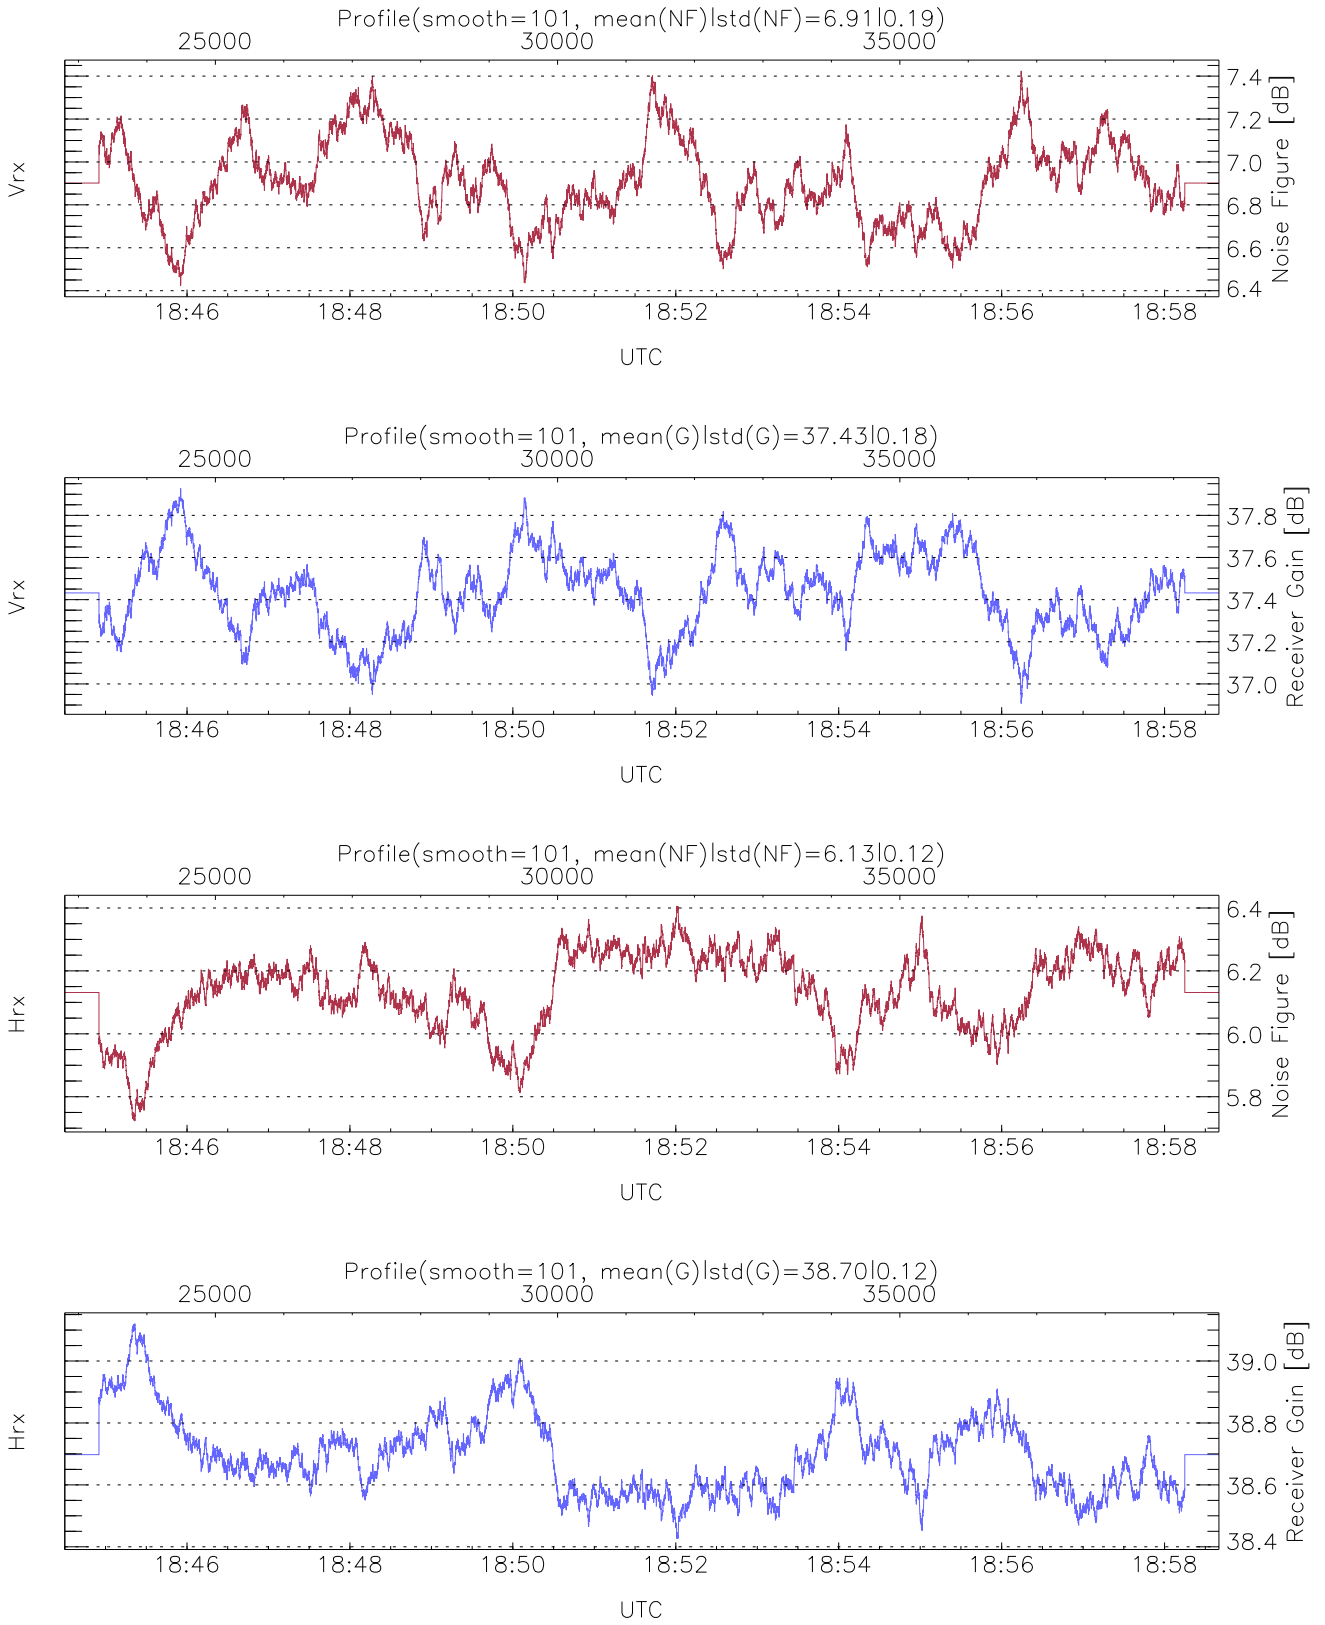 Profile(smooth=101, mean(NF)|std(NF)=6.91|0.19)
25000 30000 35000
7.4
7.2
7.0
6.8
6.6
6.4
Vrx
Noise Figure [dB]
18:46 18:48 18:50 18:52 18:54 18:56 18:58
UTC
Profile(smooth=101, mean(G)|std(G)=37.43|0.18)
25000 30000 35000
37.8
37.6
37.4
37.2
37.0
Vrx
Receiver Gain [dB]
18:46 18:48 18:50 18:52 18:54 18:56 18:58
UTC
Profile(smooth=101, mean(NF)|std(NF)=6.13|0.12)
25000 30000 35000
6.4
6.2
6.0
5.8
Hrx
Noise Figure [dB]
18:46 18:48 18:50 18:52 18:54 18:56 18:58
UTC
Profile(smooth=101, mean(G)|std(G)=38.70|0.12)
25000 30000 35000
39.0
38.8
38.6
38.4
Hrx
Receiver Gain [dB]
18:46 18:48 18:50 18:52 18:54 18:56 18:58
UTC